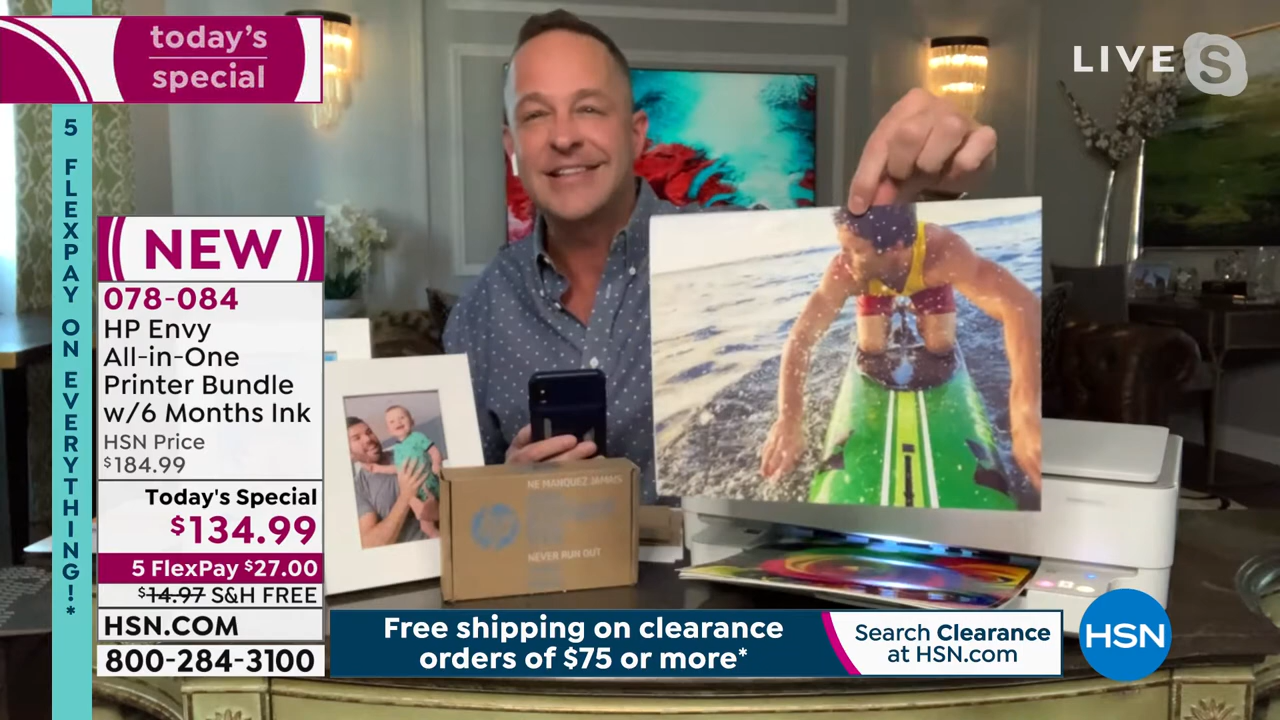 today's
special
LIVE S
5 FLEXPAY ON EVERYTHING!*
NEW
078-084
HP Envy
All-in-One
Printer Bundle
w/6 Months Ink
HSN Price
$184.99
Today's Special
$134.99
5 FlexPay $27.00
$14.97 S&H FREE
HSN.COM
800-284-3100
NE MANQUEZ JAMAIS
hp
NEVER RUN OUT
Free shipping on clearance
orders of $75 or more*
Search Clearance
at HSN.com
HSN